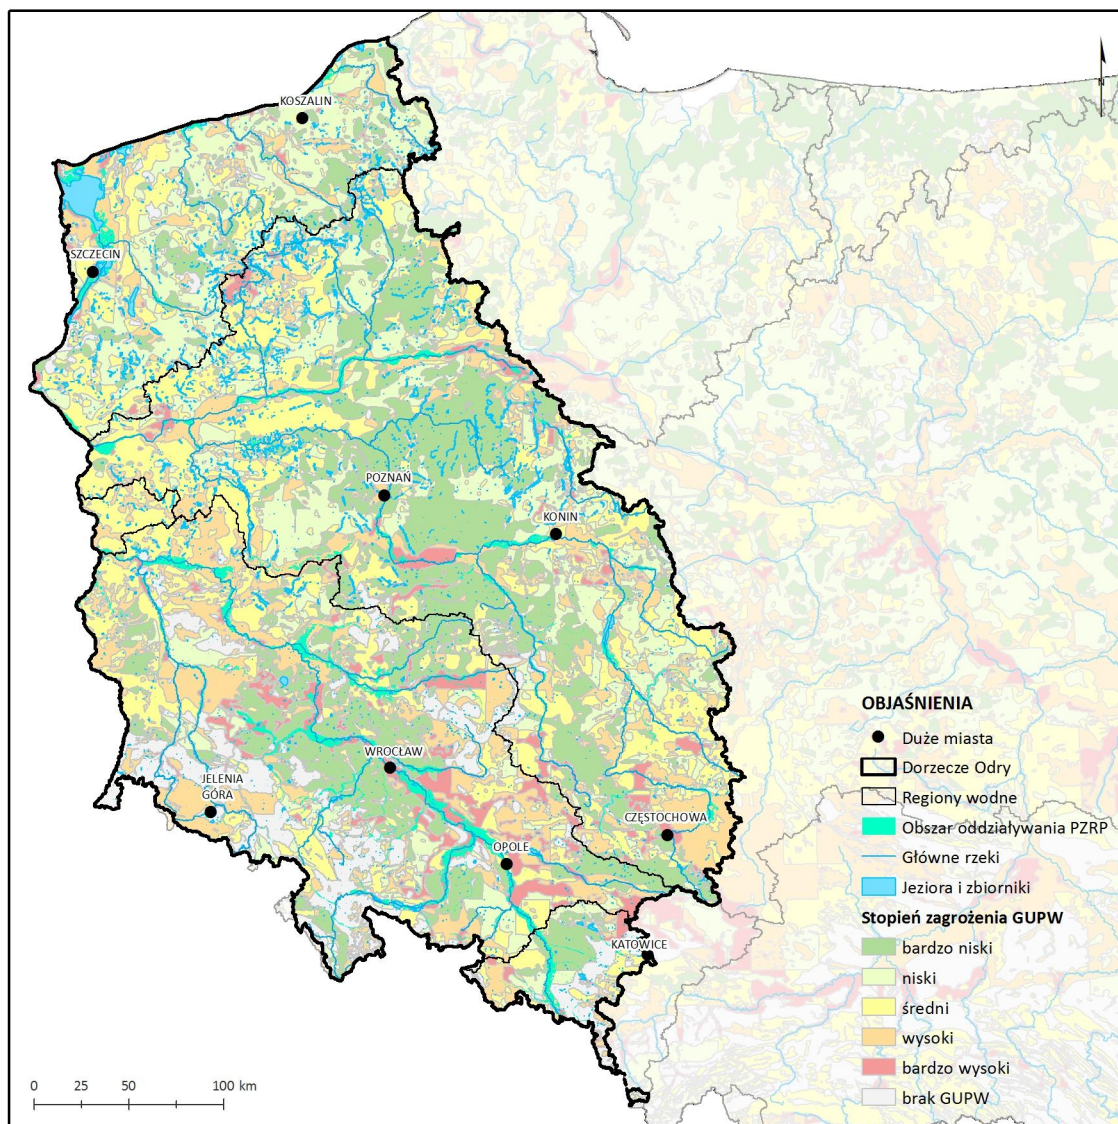 KOSZALIN
SZCZECIN
POZNAŃ
KONIN
WROCŁAW
JELENIA
GÓRA
CZĘSTOCHOWA
OPOLE
KATOWICE
N
OBJAŚNIENIA
Duże miasta
Dorzecze Odry
Regiony wodne
Obszar oddziaływania PZRP
Główne rzeki
Jeziora i zbiorniki
Stopień zagrożenia GUPW
bardzo niski
niski
średni
wysoki
bardzo wysoki
brak GUPW
0 25 50 100 km